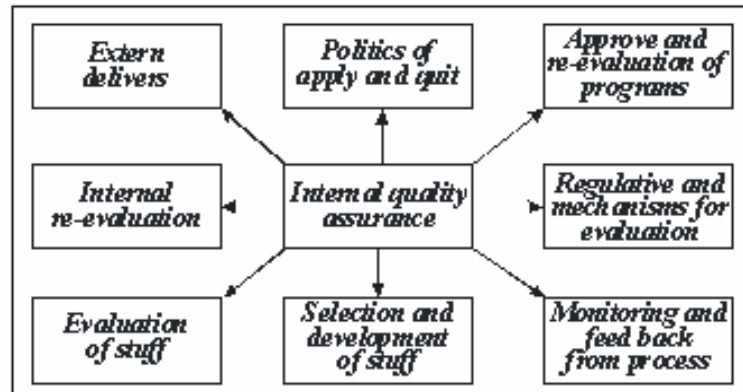 Extern
delivers
Politics of
apply and quit
Approve and
re-evaluation of
programs
Internal
re-evaluation
Internal quality
assurance
Regulative and
mechanisms for
evaluation
Evaluation
of stuff
Selection and
development
of stuff
Monitoring and
feed back
from process